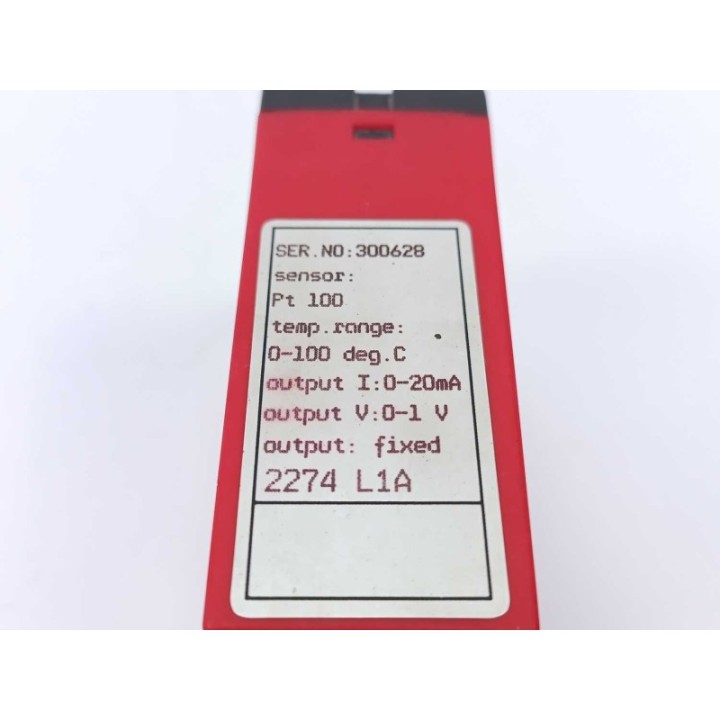 SER.NO:300628
sensor:
Pt 100
temp.range:
0-100 deg.C
output I:0-20mA
output V:0-1 V
output: fixed
2274 L1A